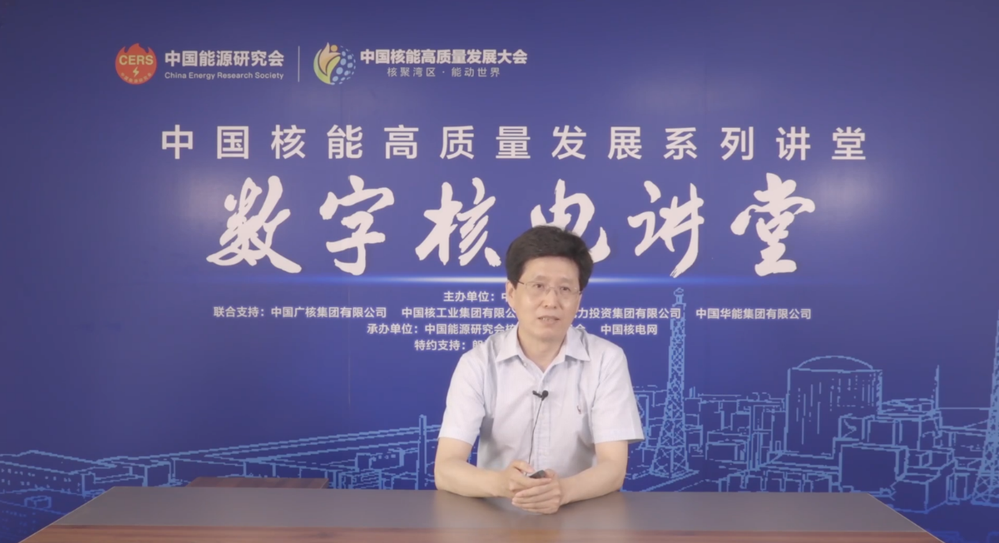 CERS
中国能源研究会
China Energy Research Society
中国核能高质量发展大会
核聚湾区·能动世界
中国核能高质量发展系列讲堂
数字核电讲堂
主办单位：中
联合支持：中国广核集团有限公司 中国核工业集团有限公 力投资集团有限公司 中国华能集团有限公司
承办单位：中国能源研究会核 会 中国核电网
特约支持：